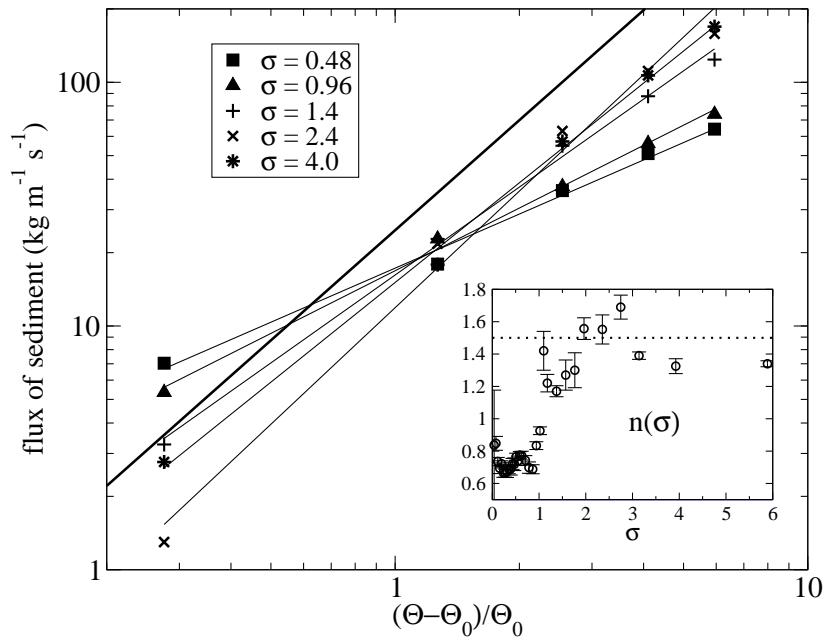 σ = 0.48
σ = 0.96
σ = 1.4
σ = 2.4
σ = 4.0
100
10
1
flux of sediment (kg m⁻¹ s⁻¹)
1 10
(Θ−Θ₀)/Θ₀
1.8
1.6
1.4
1.2
1
0.8
0.6
n(σ)
0 1 2 3 4 5 6
σ